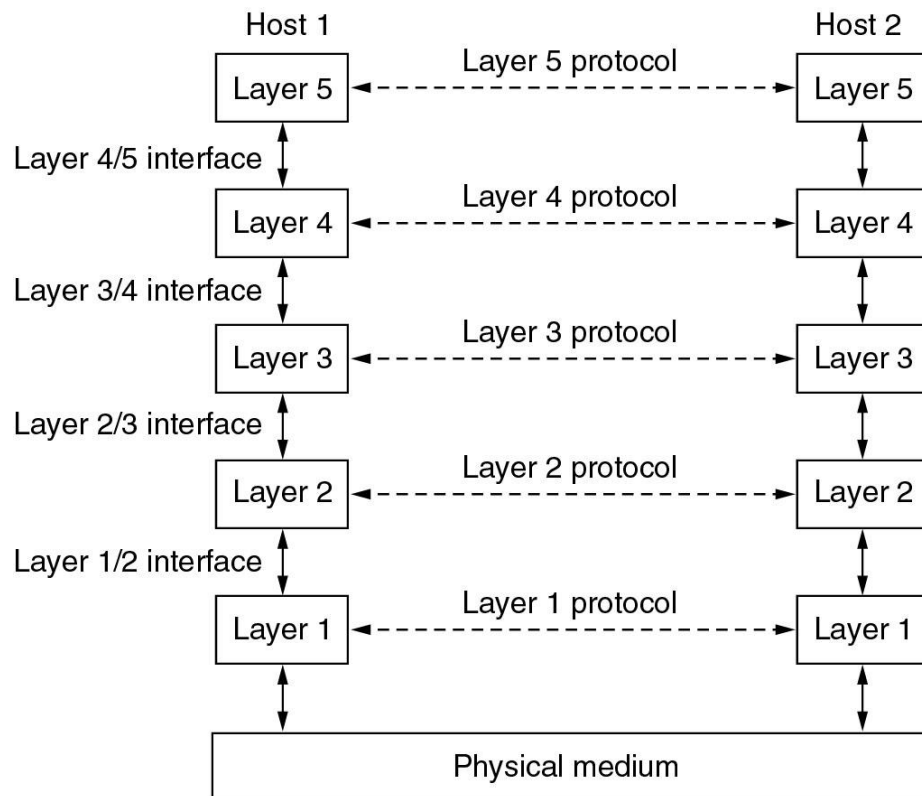 Host 1
Host 2
Layer 5
Layer 5 protocol
Layer 5
Layer 4/5 interface
Layer 4
Layer 4 protocol
Layer 4
Layer 3/4 interface
Layer 3
Layer 3 protocol
Layer 3
Layer 2/3 interface
Layer 2
Layer 2 protocol
Layer 2
Layer 1/2 interface
Layer 1
Layer 1 protocol
Layer 1
Physical medium